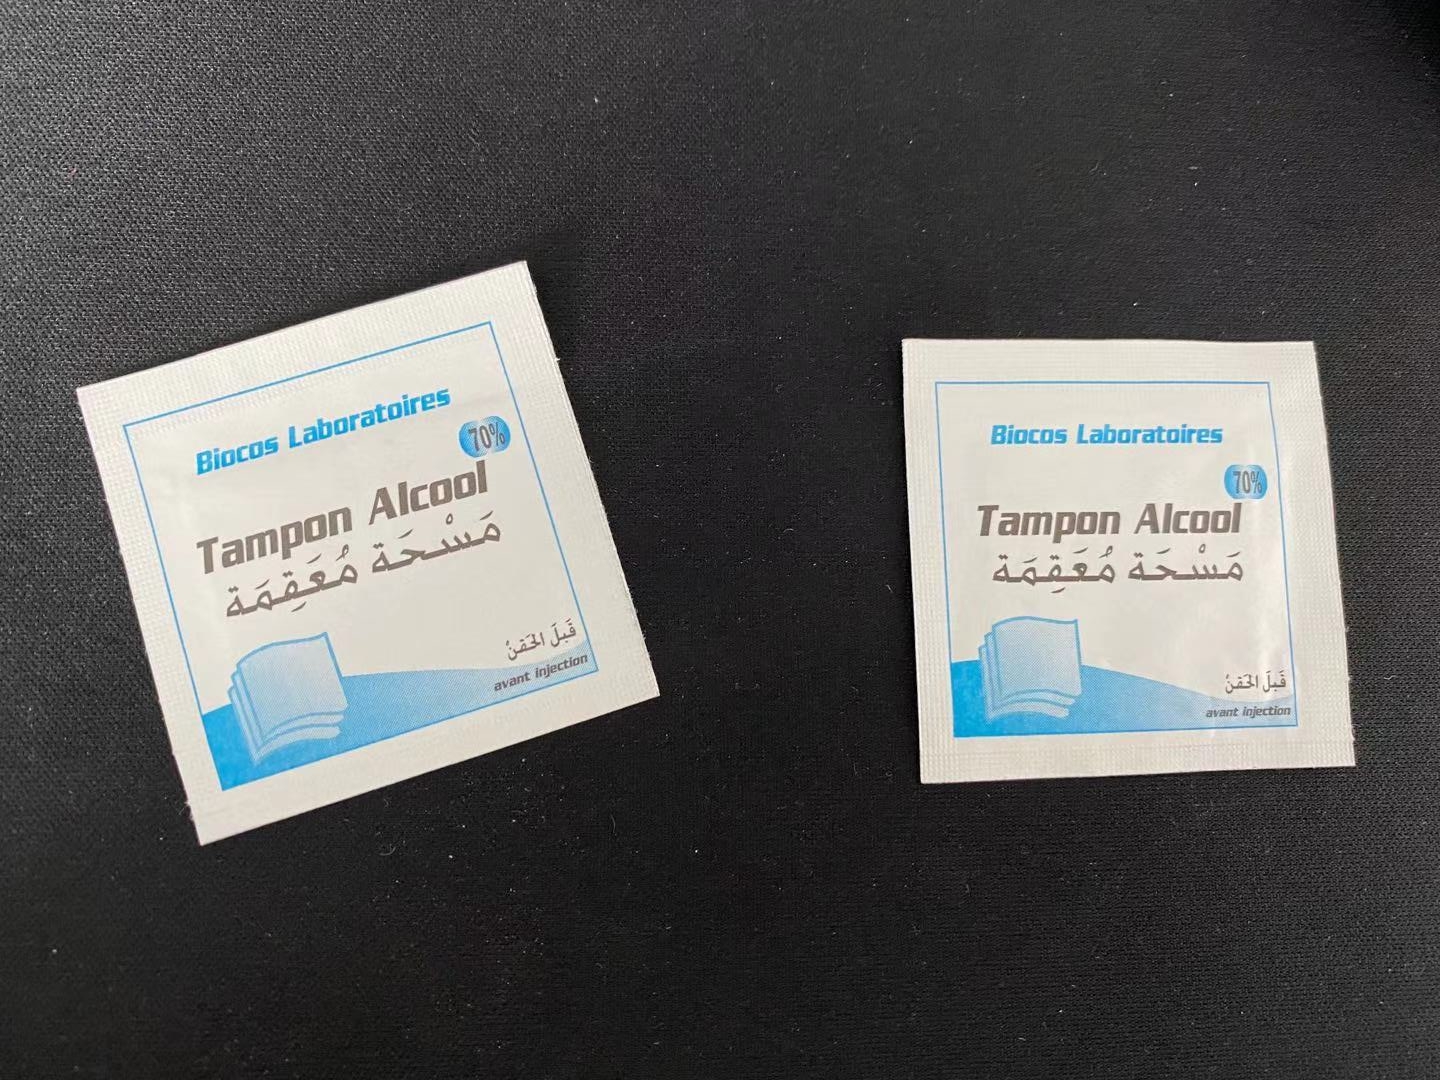 Biocos Laboratoires
70%
Tampon Alcool
مَسْحَة مُعَقِمَة
قَبلَ الحَقنُ
avant injection
Biocos Laboratoires
70%
Tampon Alcool
مَسْحَة مُعَقِمَة
قَبلَ الحَقنُ
avant injection